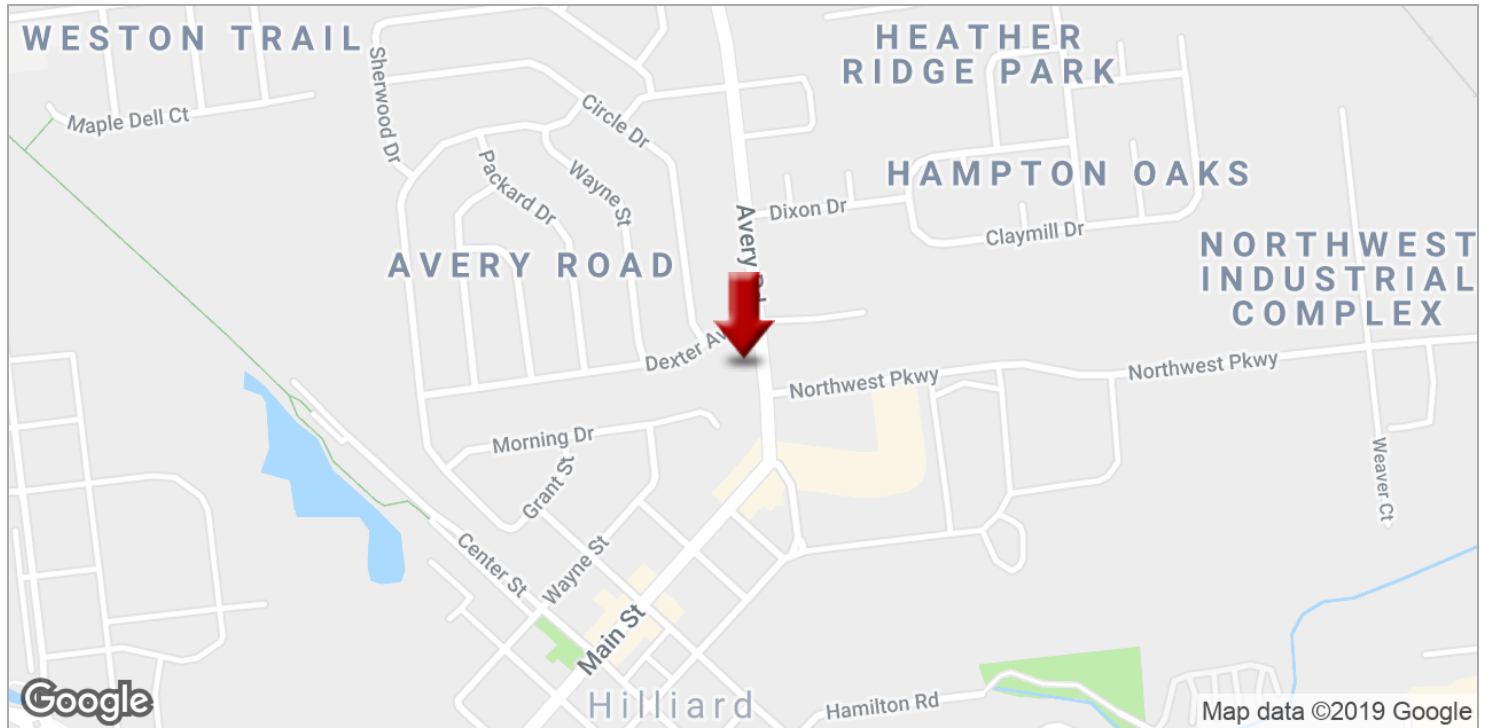 WESTON TRAIL
HEATHER
RIDGE PARK
Sherwood Dr
Maple Dell Ct
Circle Dr
Packard Dr
Wayne St
HAMPTON OAKS
Avery Rd
Dixon Dr
Claymill Dr
AVERY ROAD
NORTHWEST
INDUSTRIAL
COMPLEX
Dexter Av
Northwest Pkwy
Northwest Pkwy
Morning Dr
Grant St
Weaver Ct
Center St
Wayne St
Main St
Hilliard
Hamilton Rd
Google
Map data ©2019 Google